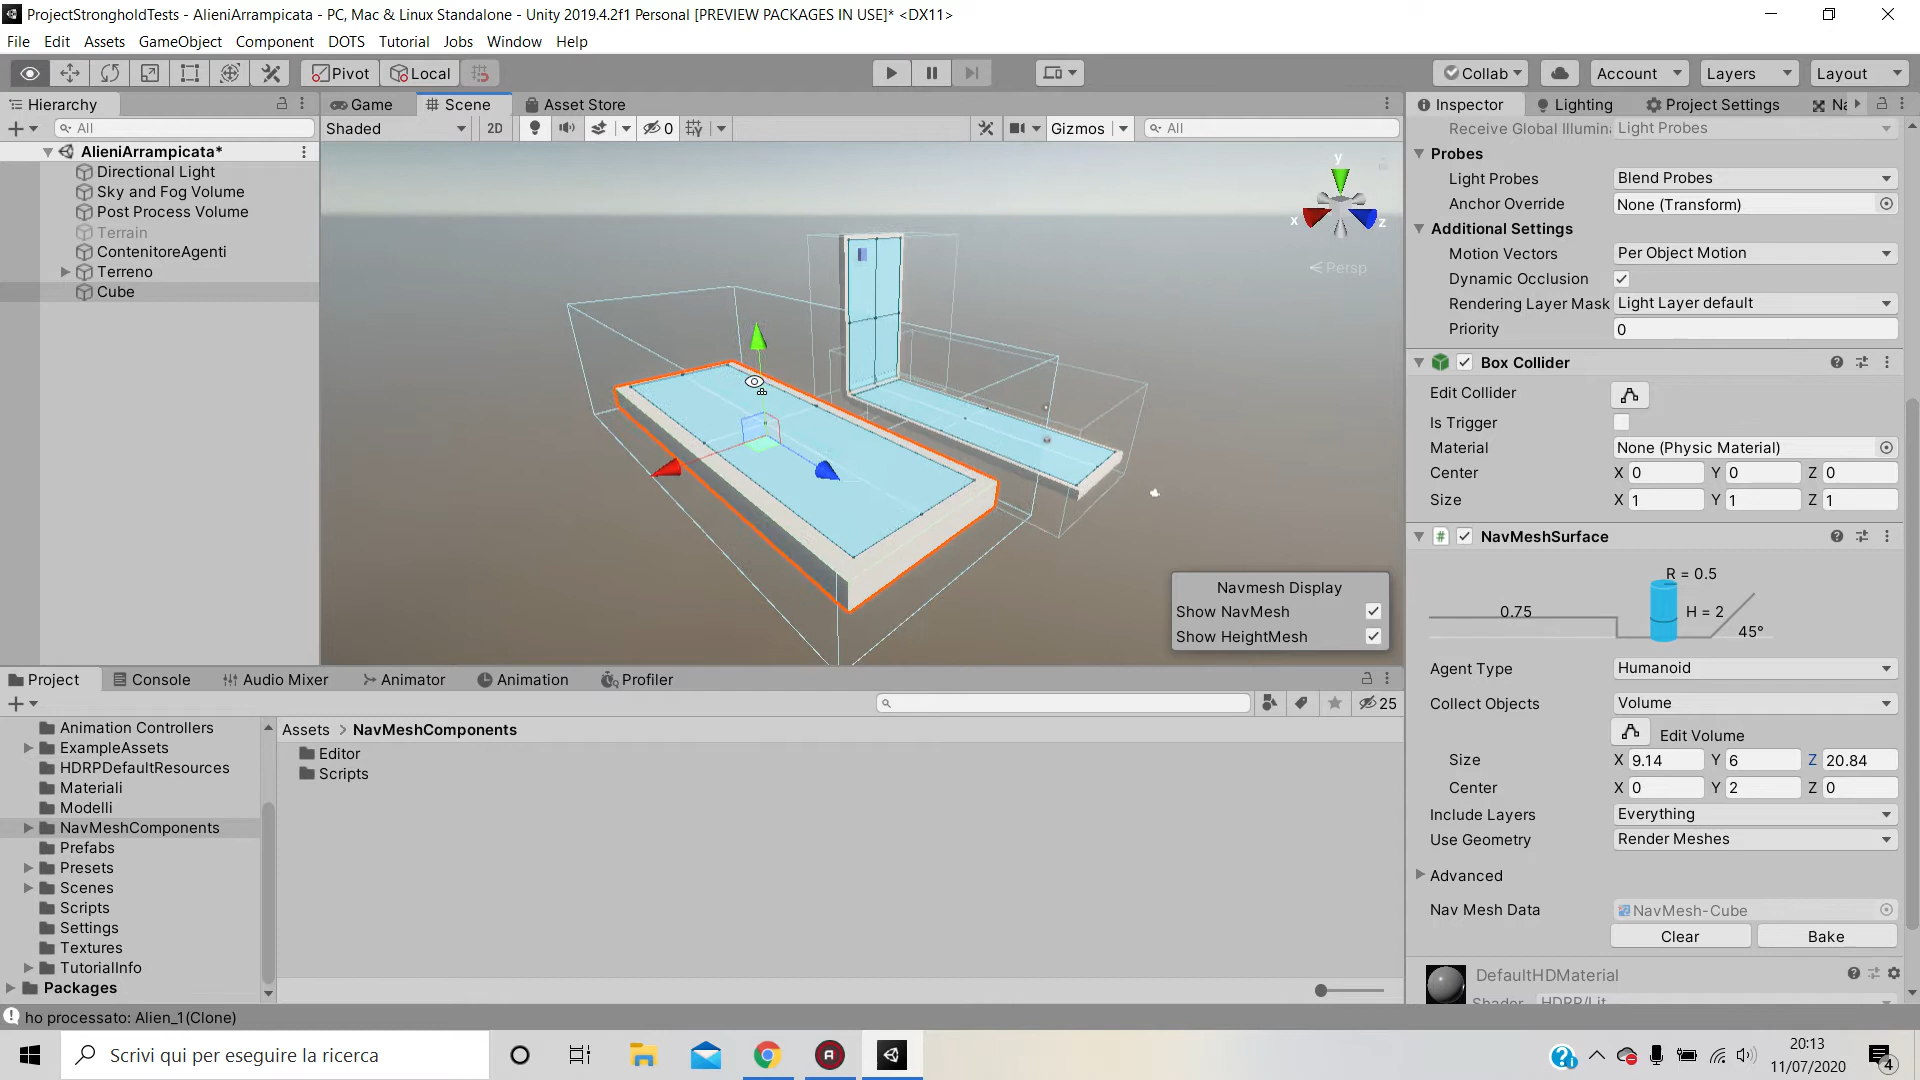 ProjectStrongholdTests - AlieniArrampicata - PC, Mac & Linux Standalone - Unity 2019.4.2f1 Personal [PREVIEW PACKAGES IN USE]* <DX11>
File Edit Assets GameObject Component DOTS Tutorial Jobs Window Help
Pivot Local Collab Account Layers Layout
Hierarchy
All
AlieniArrampicata*
Directional Light
Sky and Fog Volume
Post Process Volume
Terrain
ContenitoreAgenti
Terreno
Cube
Game Scene Asset Store
Shaded 2D 0 Gizmos All
y
x z
Persp
Navmesh Display
Show NavMesh
Show HeightMesh
Inspector Lighting Project Settings
Receive Global Illumin Light Probes
Probes
Light Probes Blend Probes
Anchor Override None (Transform)
Additional Settings
Motion Vectors Per Object Motion
Dynamic Occlusion
Rendering Layer Mask Light Layer default
Priority 0
Box Collider
Edit Collider
Is Trigger
Material None (Physic Material)
Center X 0 Y 0 Z 0
Size X 1 Y 1 Z 1
# NavMeshSurface
R = 0.5
0.75 H = 2
45°
Agent Type Humanoid
Collect Objects Volume
Edit Volume
Size X 9.14 Y 6 Z 20.84
Center X 0 Y 2 Z 0
Include Layers Everything
Use Geometry Render Meshes
Advanced
Nav Mesh Data NavMesh-Cube
Clear Bake
DefaultHDMaterial
Shader HDRP/Lit
Project Console Audio Mixer Animator Animation Profiler
25
Animation Controllers
ExampleAssets
HDRPDefaultResources
Materiali
Modelli
NavMeshComponents
Prefabs
Presets
Scenes
Scripts
Settings
Textures
TutorialInfo
Packages
Assets > NavMeshComponents
Editor
Scripts
ho processato: Alien_1(Clone)
Scrivi qui per eseguire la ricerca
20:13
11/07/2020
4